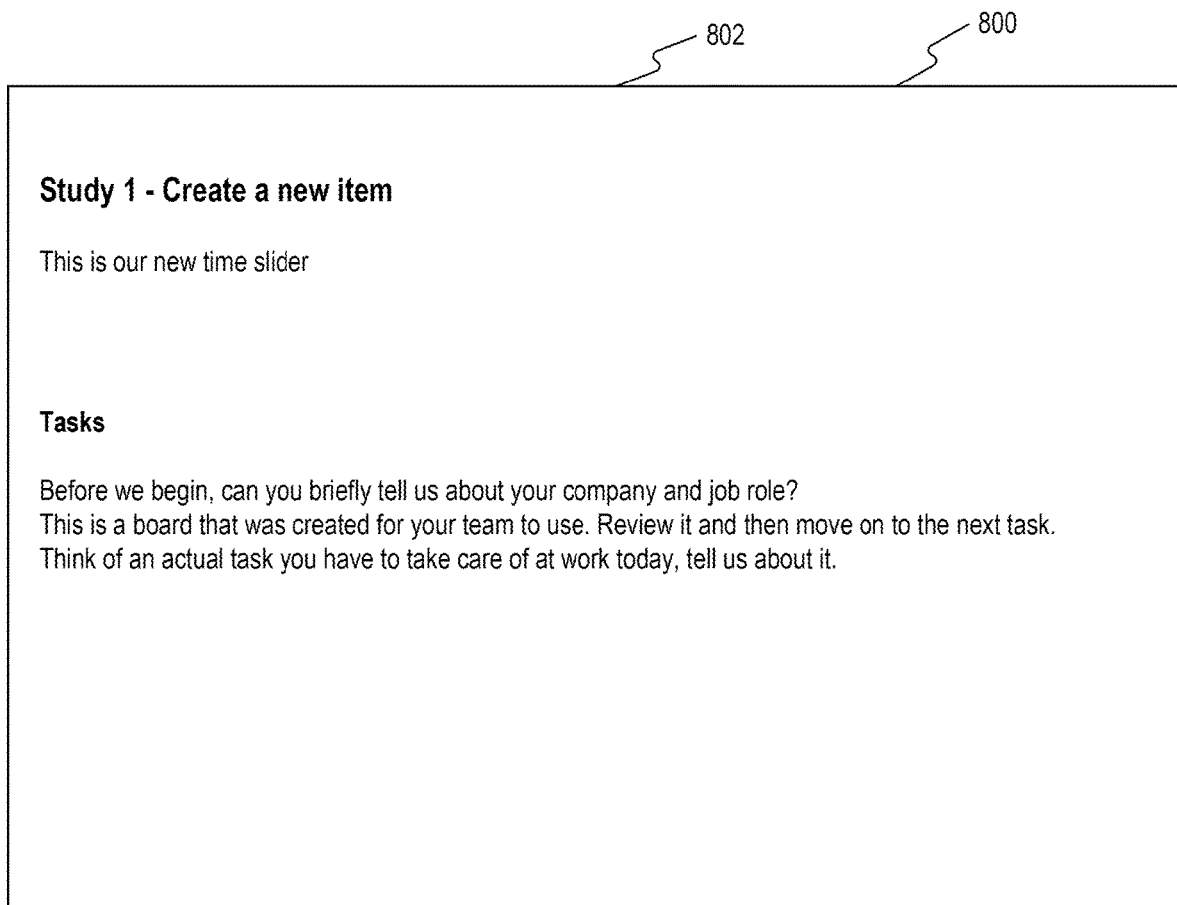 802
800
Study 1 - Create a new item
This is our new time slider
Tasks
Before we begin, can you briefly tell us about your company and job role?
This is a board that was created for your team to use. Review it and then move on to the next task.
Think of an actual task you have to take care of at work today, tell us about it.